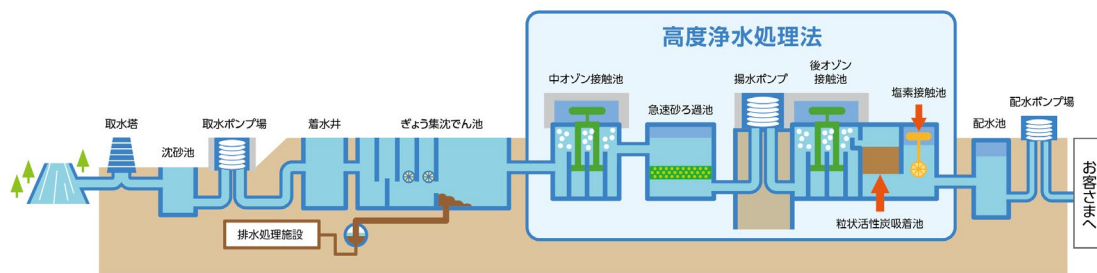 高度浄水処理法
取水塔
沈砂池
取水ポンプ場
着水井
ぎょう集沈でん池
中オゾン接触池
急速砂ろ過池
揚水ポンプ
後オゾン
接触池
塩素接触池
配水池
配水ポンプ場
お客さまへ
排水処理施設
粒状活性炭吸着池